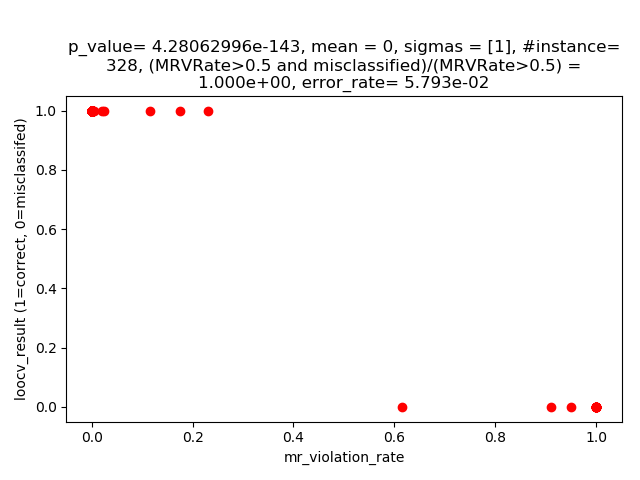 p_value= 4.28062996e-143, mean = 0, sigmas = [1], #instance=
328, (MRVRate>0.5 and misclassified)/(MRVRate>0.5) =
1.000e+00, error_rate= 5.793e-02
loocv_result (1=correct, 0=misclassifed)
1.0
0.8
0.6
0.4
0.2
0.0
0.0 0.2 0.4 0.6 0.8 1.0
mr_violation_rate